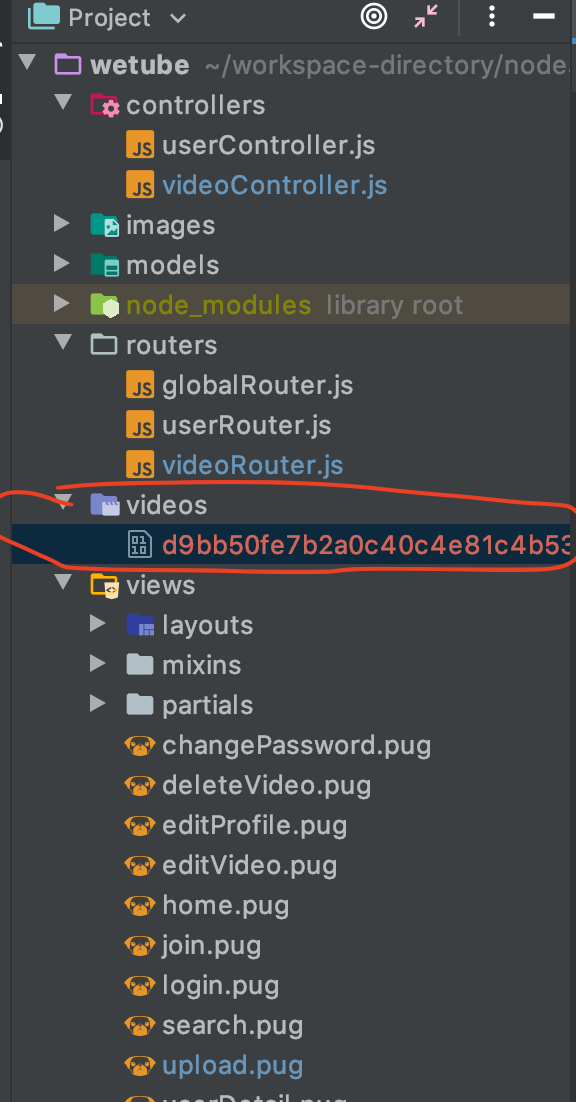 Project
wetube ~/workspace-directory/node
controllers
userController.js
videoController.js
images
models
node_modules library root
routers
globalRouter.js
userRouter.js
videoRouter.js
videos
d9bb50fe7b2a0c40c4e81c4b53
views
layouts
mixins
partials
changePassword.pug
deleteVideo.pug
editProfile.pug
editVideo.pug
home.pug
join.pug
login.pug
search.pug
upload.pug
userDetail.pug